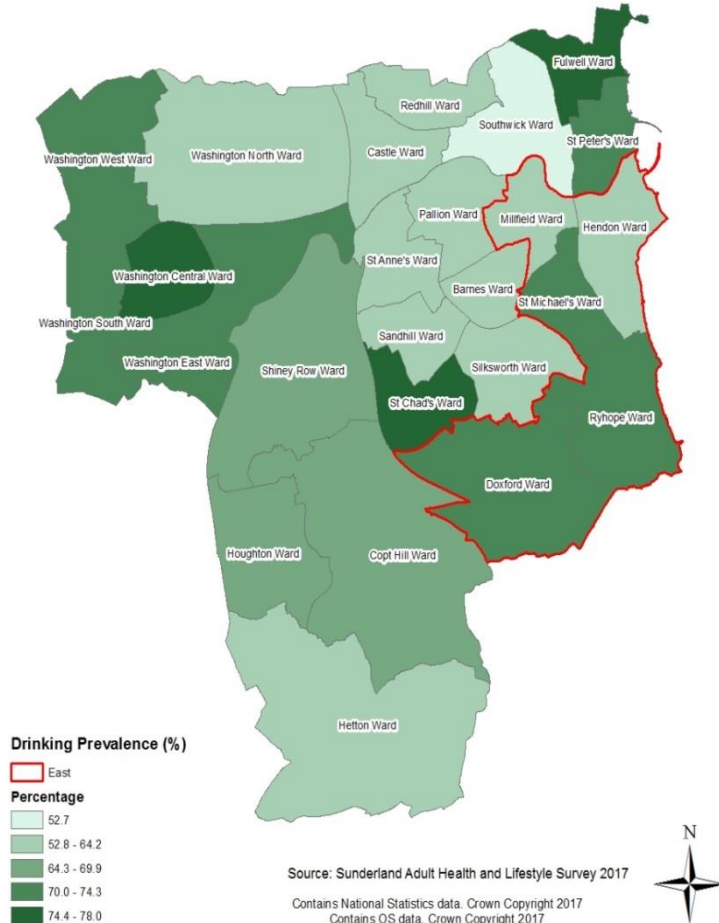 Fulwell Ward
Redhill Ward
Southwick Ward
St Peter's Ward
Washington West Ward
Washington North Ward
Castle Ward
Pallion Ward
Millfield Ward
Hendon Ward
St Anne's Ward
Washington Central Ward
Barnes Ward
St Michael's Ward
Washington South Ward
Sandhill Ward
Washington East Ward
Shiney Row Ward
Silksworth Ward
St Chad's Ward
Ryhope Ward
Doxford Ward
Houghton Ward
Copt Hill Ward
Hetton Ward
Drinking Prevalence (%)
East
Percentage
52.7
52.8 - 64.2
64.3 - 69.9
70.0 - 74.3
74.4 - 78.0
N
Source: Sunderland Adult Health and Lifestyle Survey 2017
Contains National Statistics data. Crown Copyright 2017
Contains OS data. Crown Copyright 2017